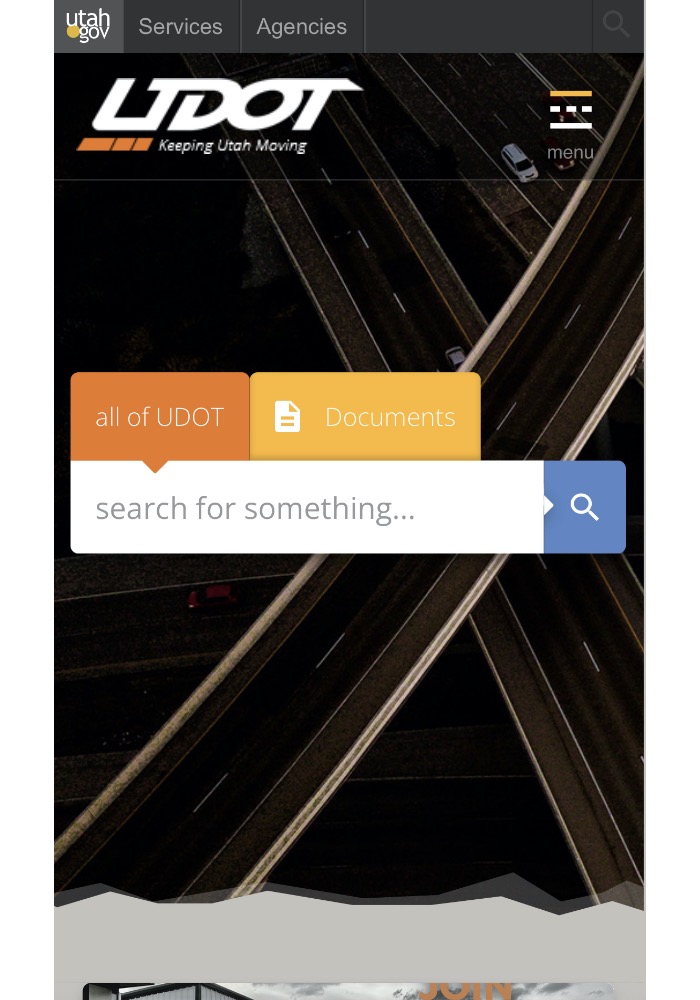 utah
gov
Services
Agencies
UDOT
Keeping Utah Moving
menu
all of UDOT
Documents
search for something...
JOIN